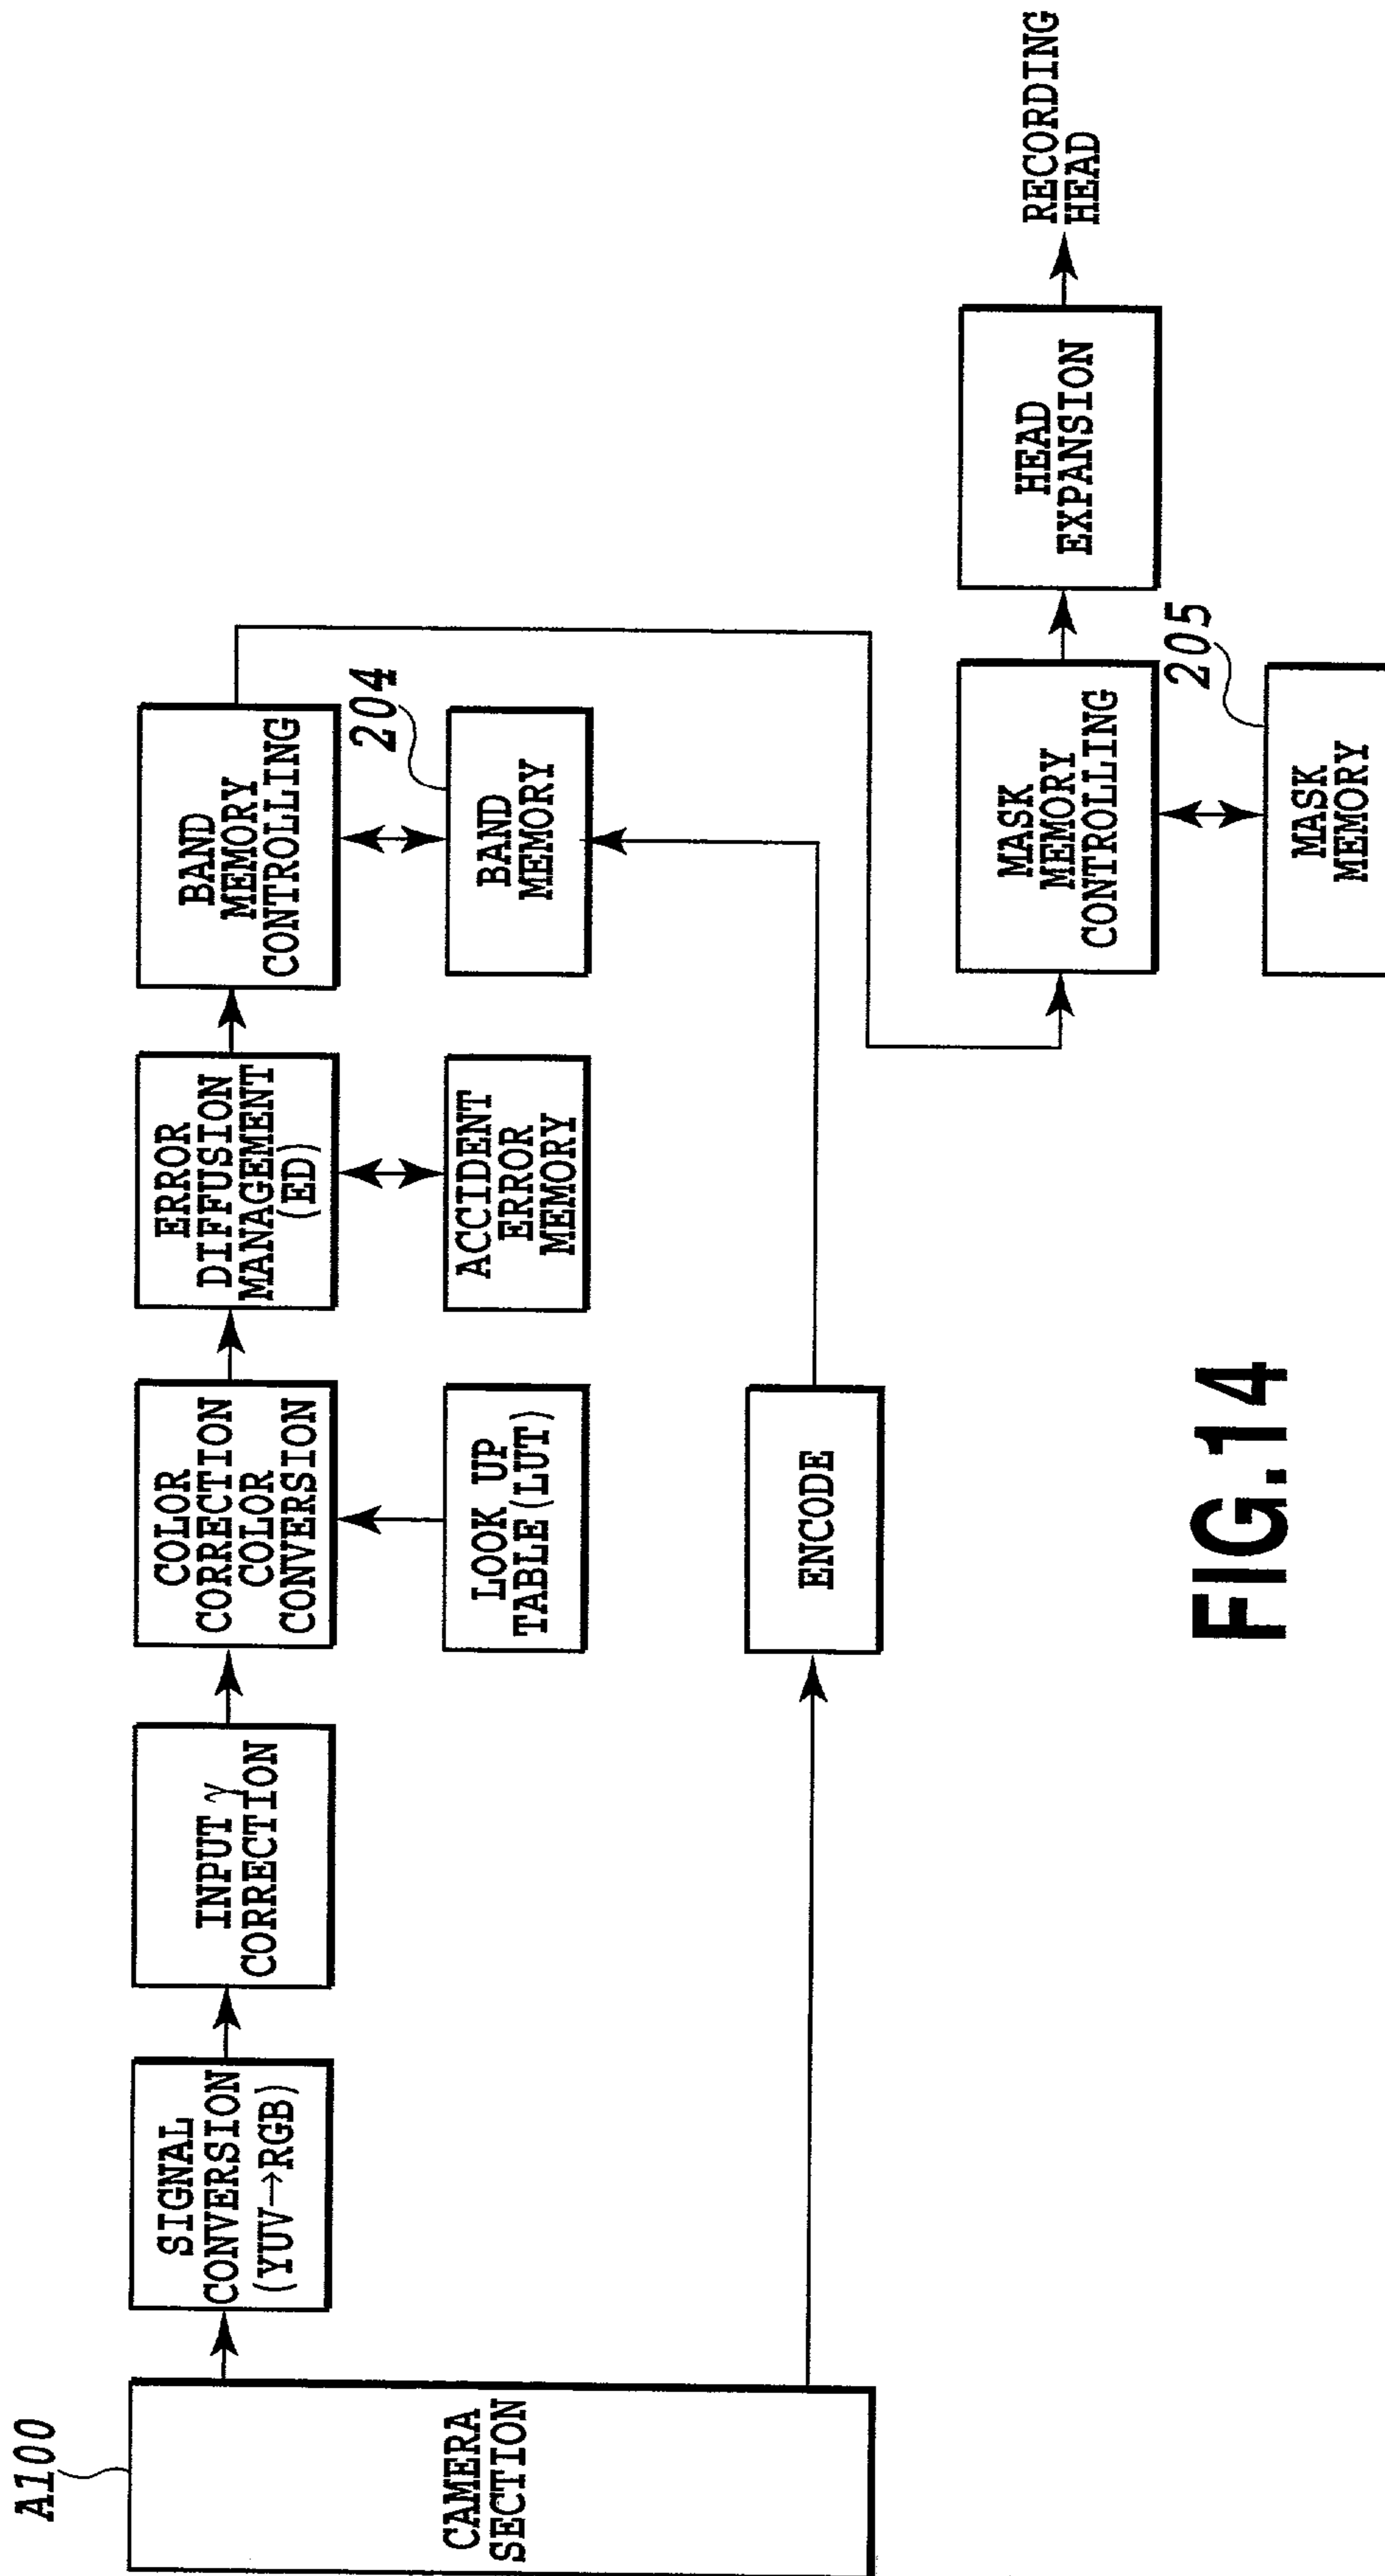 A100
CAMERA
SECTION
SIGNAL
CONVERSION
(YUV→RGB)
INPUT γ
CORRECTION
COLOR
CORRECTION
COLOR
CONVERSION
LOOK UP
TABLE(LUT)
ERROR
DIFFUSION
MANAGEMENT
(ED)
ACCIDENT
ERROR
MEMORY
BAND
MEMORY
CONTROLLING
204
BAND
MEMORY
ENCODE
MASK
MEMORY
CONTROLLING
205
MASK
MEMORY
HEAD
EXPANSION
RECORDING
HEAD
FIG.14